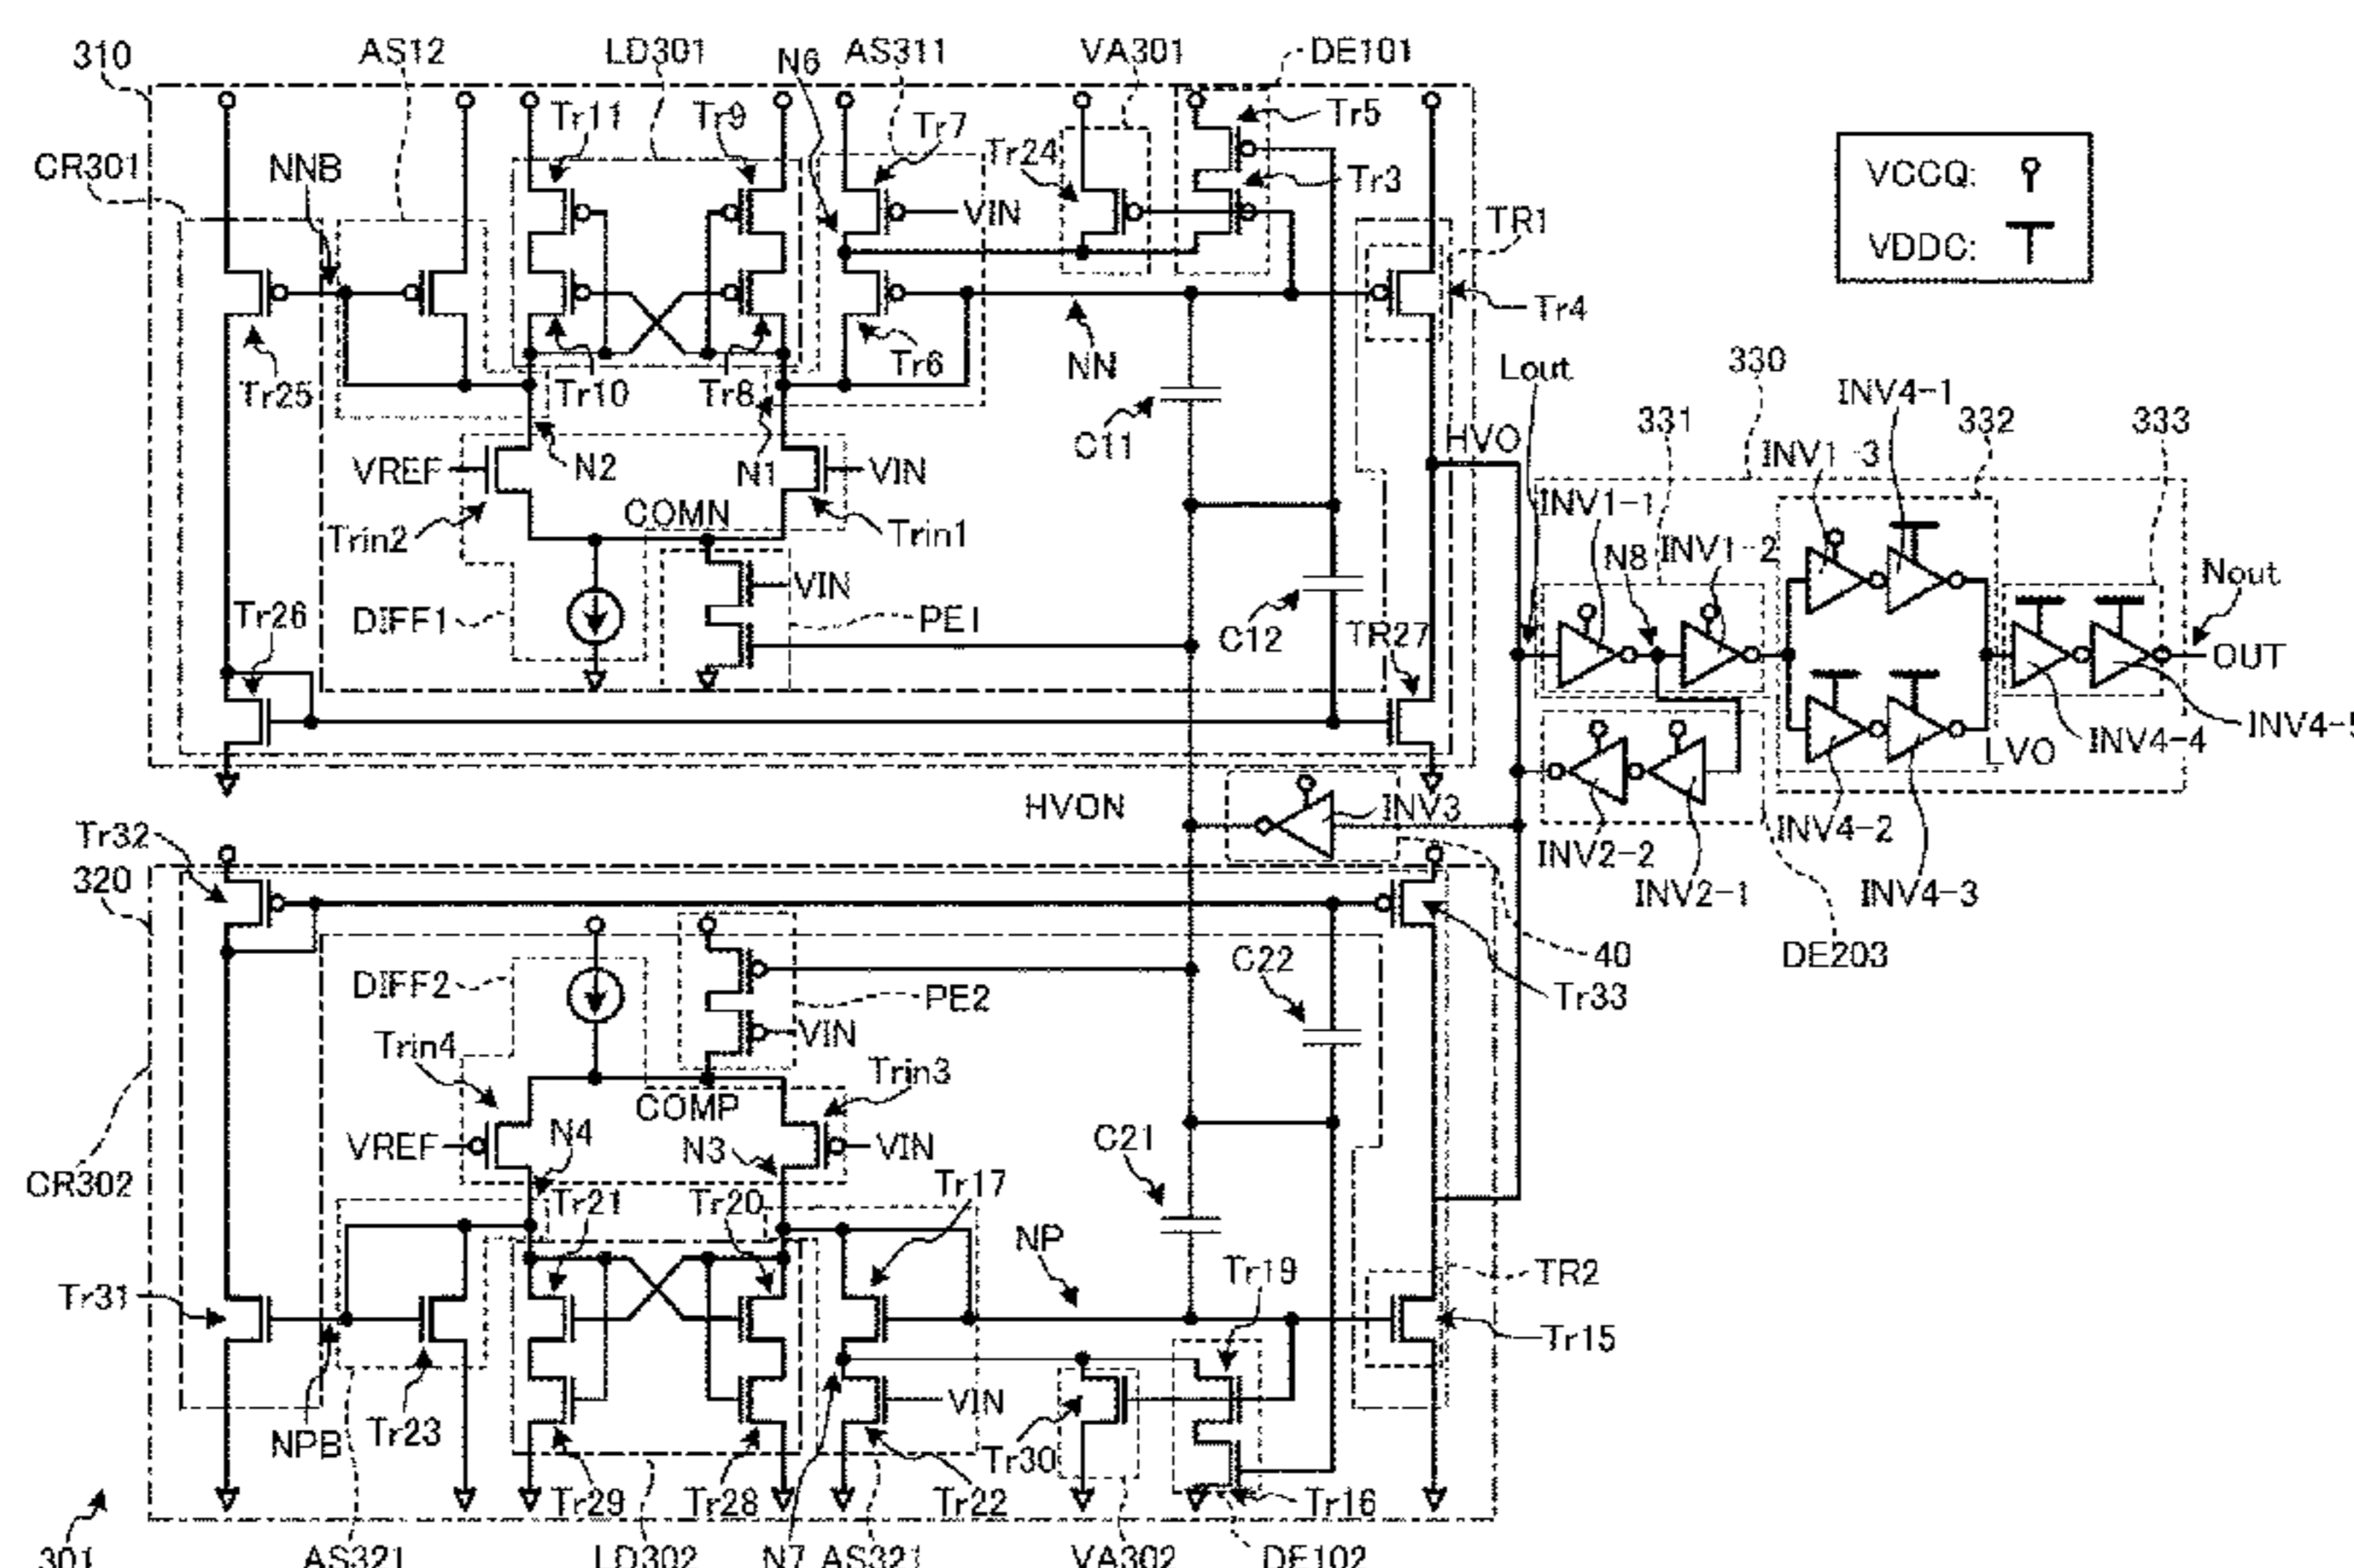 310
AS12
LD301
N6
AS311
VA301
DE101
Tr11
Tr9
Tr7
Tr24
Tr5
Tr3
CR301
NNB
VIN
TR1
VCCQ:
VDDC:
Tr4
Tr25
Tr10
Tr8
Tr6
NN
Lout
330
INV4-1
331
332
333
C11
HVO
INV1-3
VREF
N2
N1
VIN
COMN
INV1-1
Trin2
Trin1
N8
INV1-2
Nout
VIN
Tr26
DIFF1
PE1
C12
TR27
OUT
INV4-5
INV4-4
LVO
HVON
INV3
Tr32
INV2-2
INV4-2
320
INV2-1
INV4-3
40
DE203
DIFF2
PE2
C22
Tr33
VIN
Trin4
Trin3
COMP
VREF
N4
N3
VIN
C21
CR302
Tr21
Tr20
Tr17
NP
Tr19
TR2
Tr31
Tr15
VIN
NPB
Tr23
Tr30
Tr29
Tr28
Tr22
Tr16
301
AS321
LD302
N7
AS321
VA302
DE102